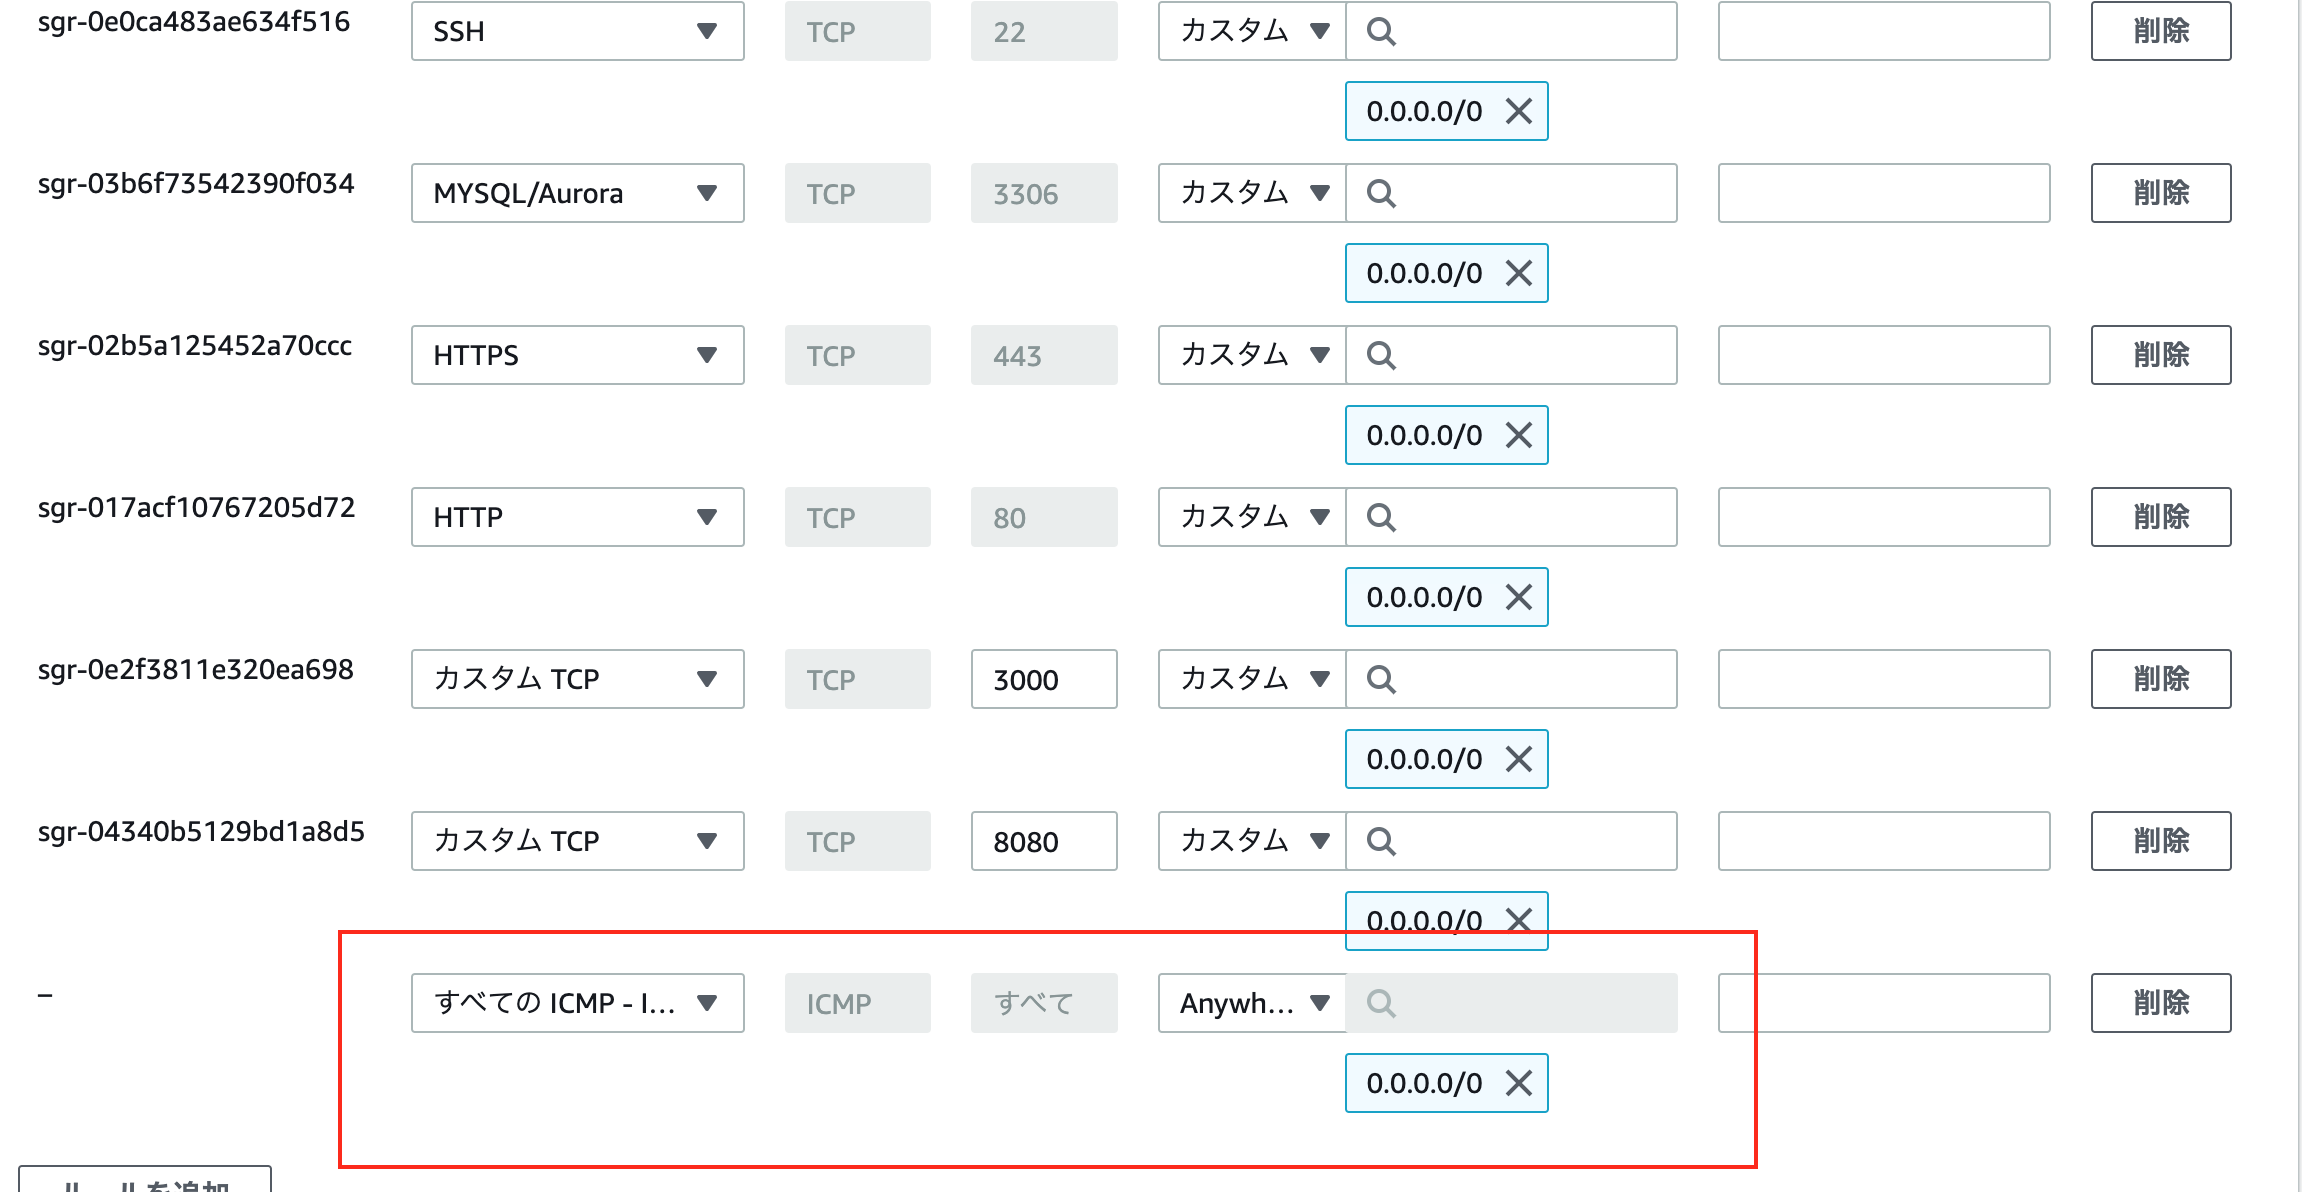 sgr-0e0ca483ae634f516 SSH TCP 22 カスタム 削除
0.0.0.0/0
sgr-03b6f73542390f034 MYSQL/Aurora TCP 3306 カスタム 削除
0.0.0.0/0
sgr-02b5a125452a70ccc HTTPS TCP 443 カスタム 削除
0.0.0.0/0
sgr-017acf10767205d72 HTTP TCP 80 カスタム 削除
0.0.0.0/0
sgr-0e2f3811e320ea698 カスタム TCP TCP 3000 カスタム 削除
0.0.0.0/0
sgr-04340b5129bd1a8d5 カスタム TCP TCP 8080 カスタム 削除
0.0.0.0/0
– すべての ICMP - I... ICMP すべて Anywh... 削除
0.0.0.0/0
ルールを追加